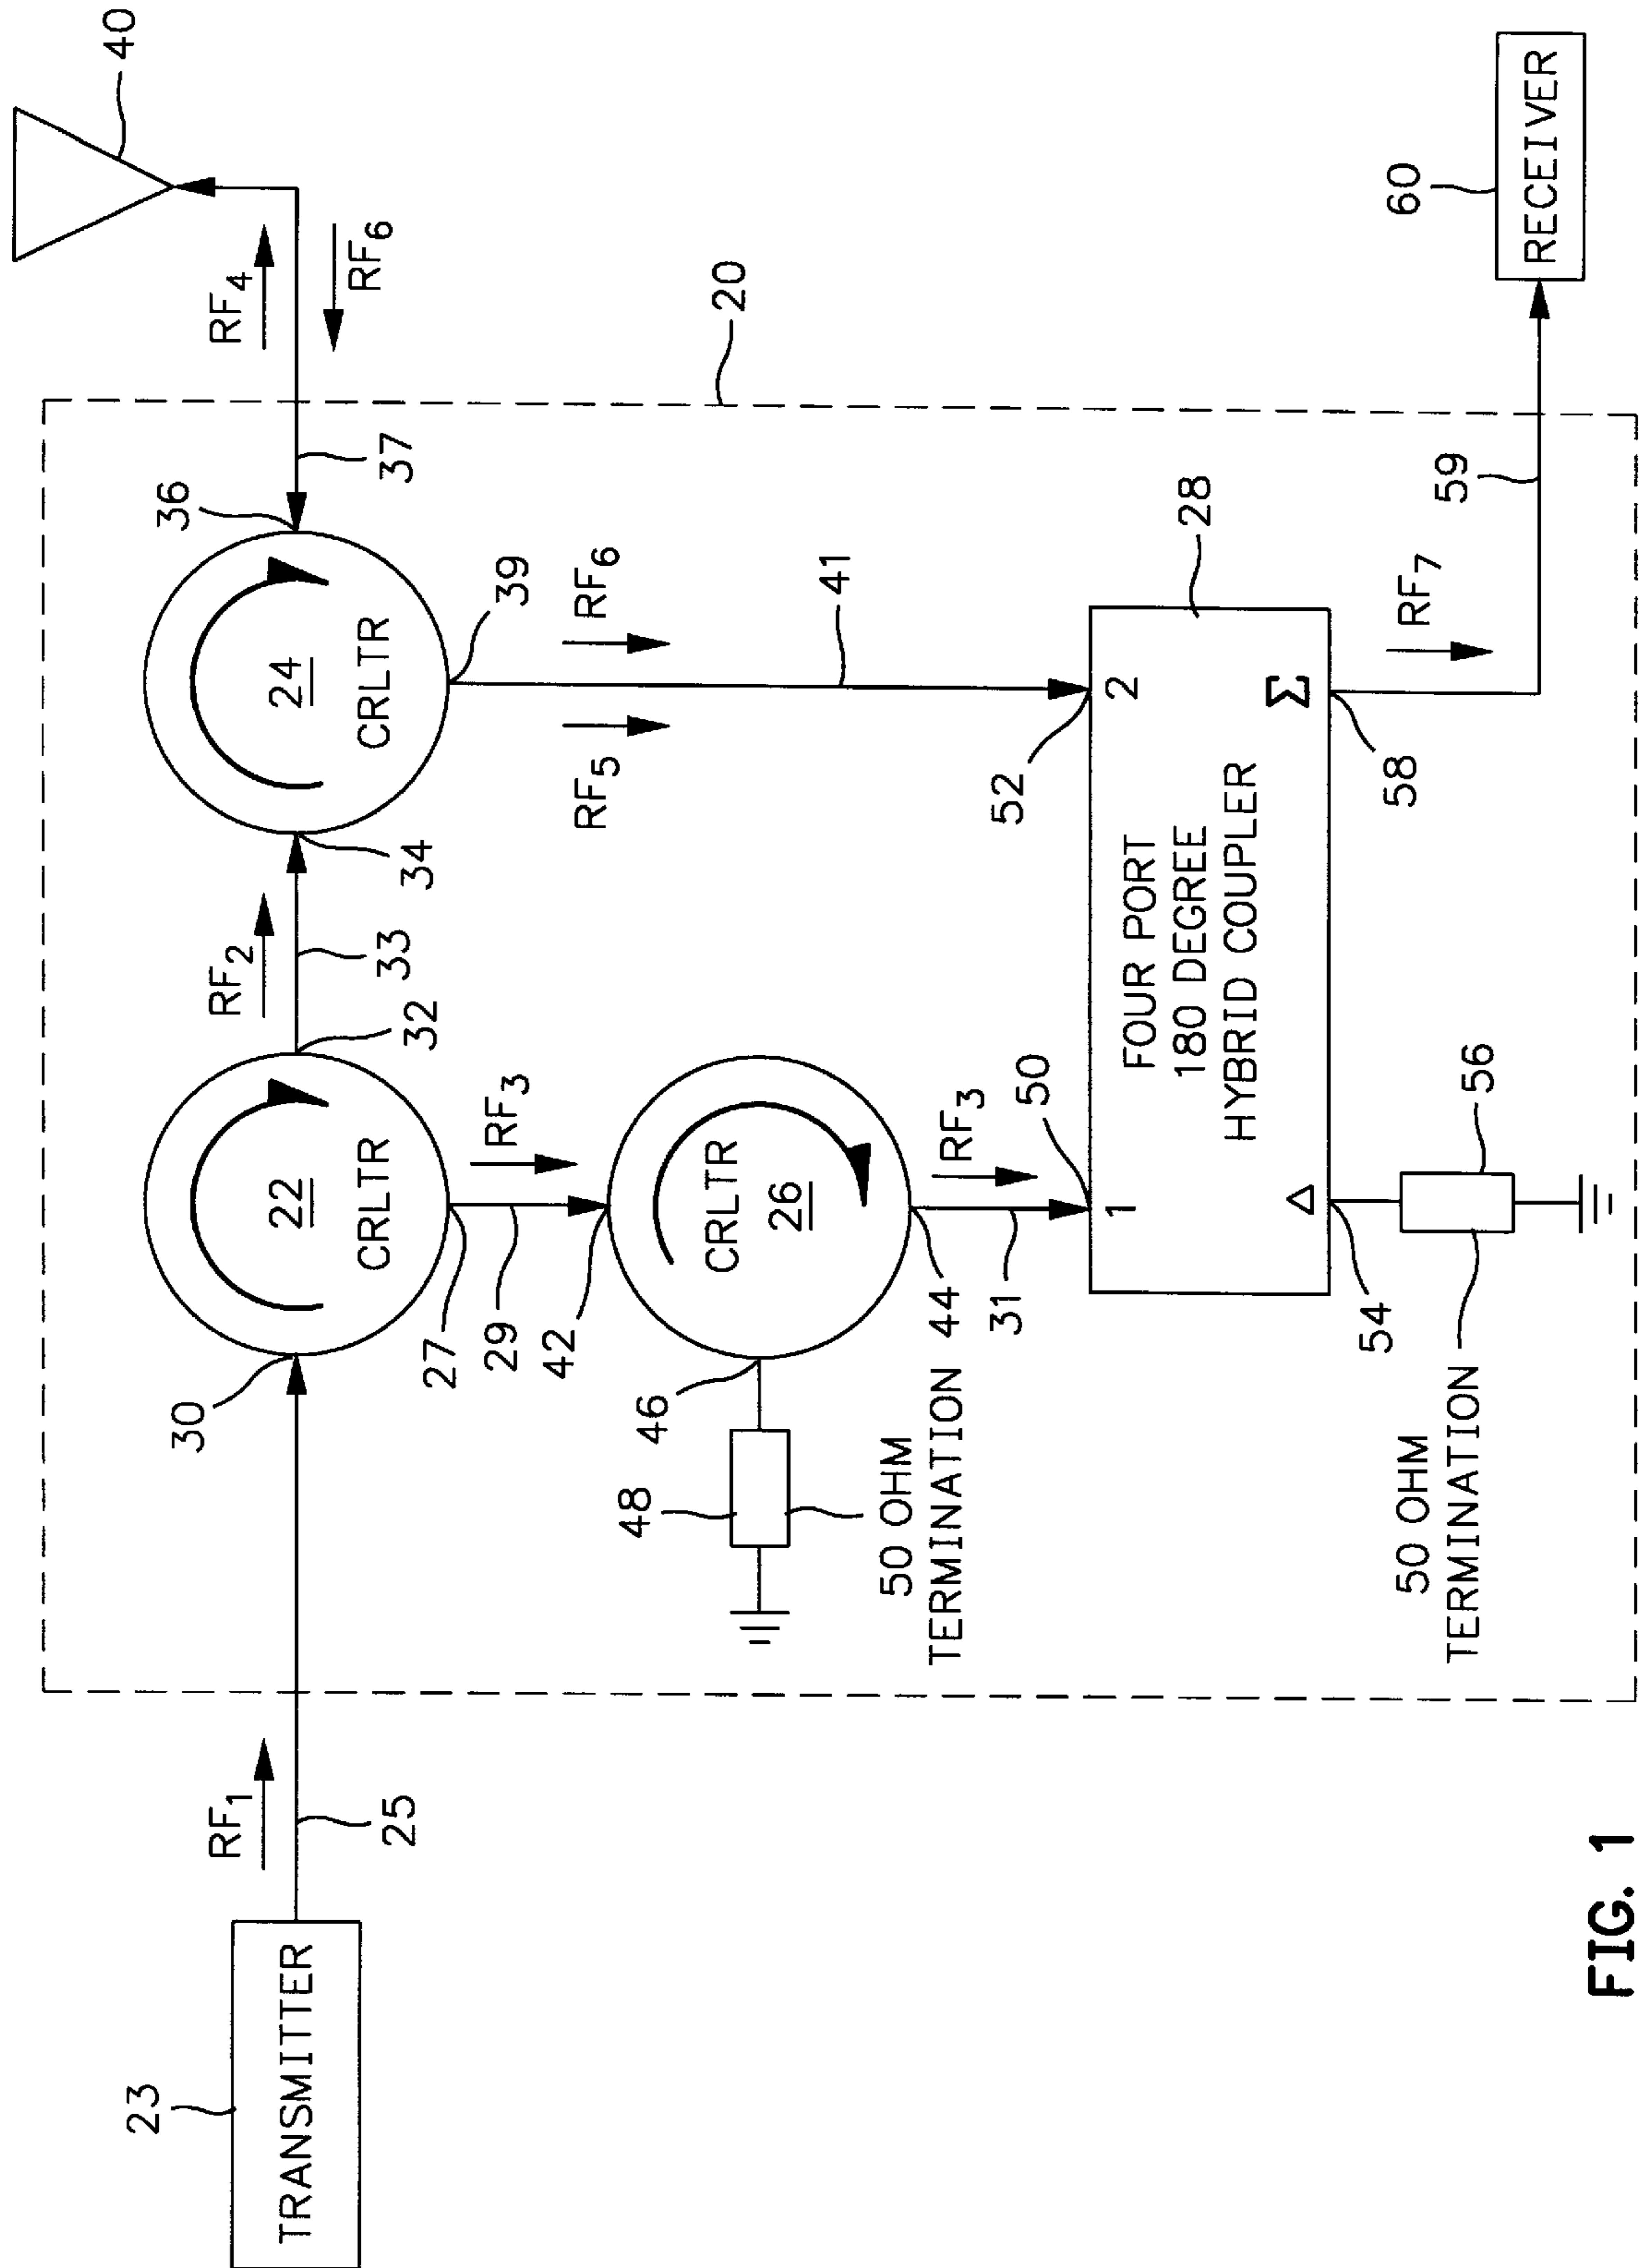 40
RF4
RF6
20
RF1
25
23
TRANSMITTER
30
22
CRLTR
32
RF2
33
34
24
CRLTR
36
37
27
29
RF3
42
39
RF5
RF6
41
46
48
50 OHM
TERMINATION
CRLTR
26
44
RF3
31
50
52
1
2
28
FOUR PORT
180 DEGREE
HYBRID COUPLER
Δ
Σ
54
56
50 OHM
TERMINATION
58
RF7
59
60
RECEIVER
FIG. 1